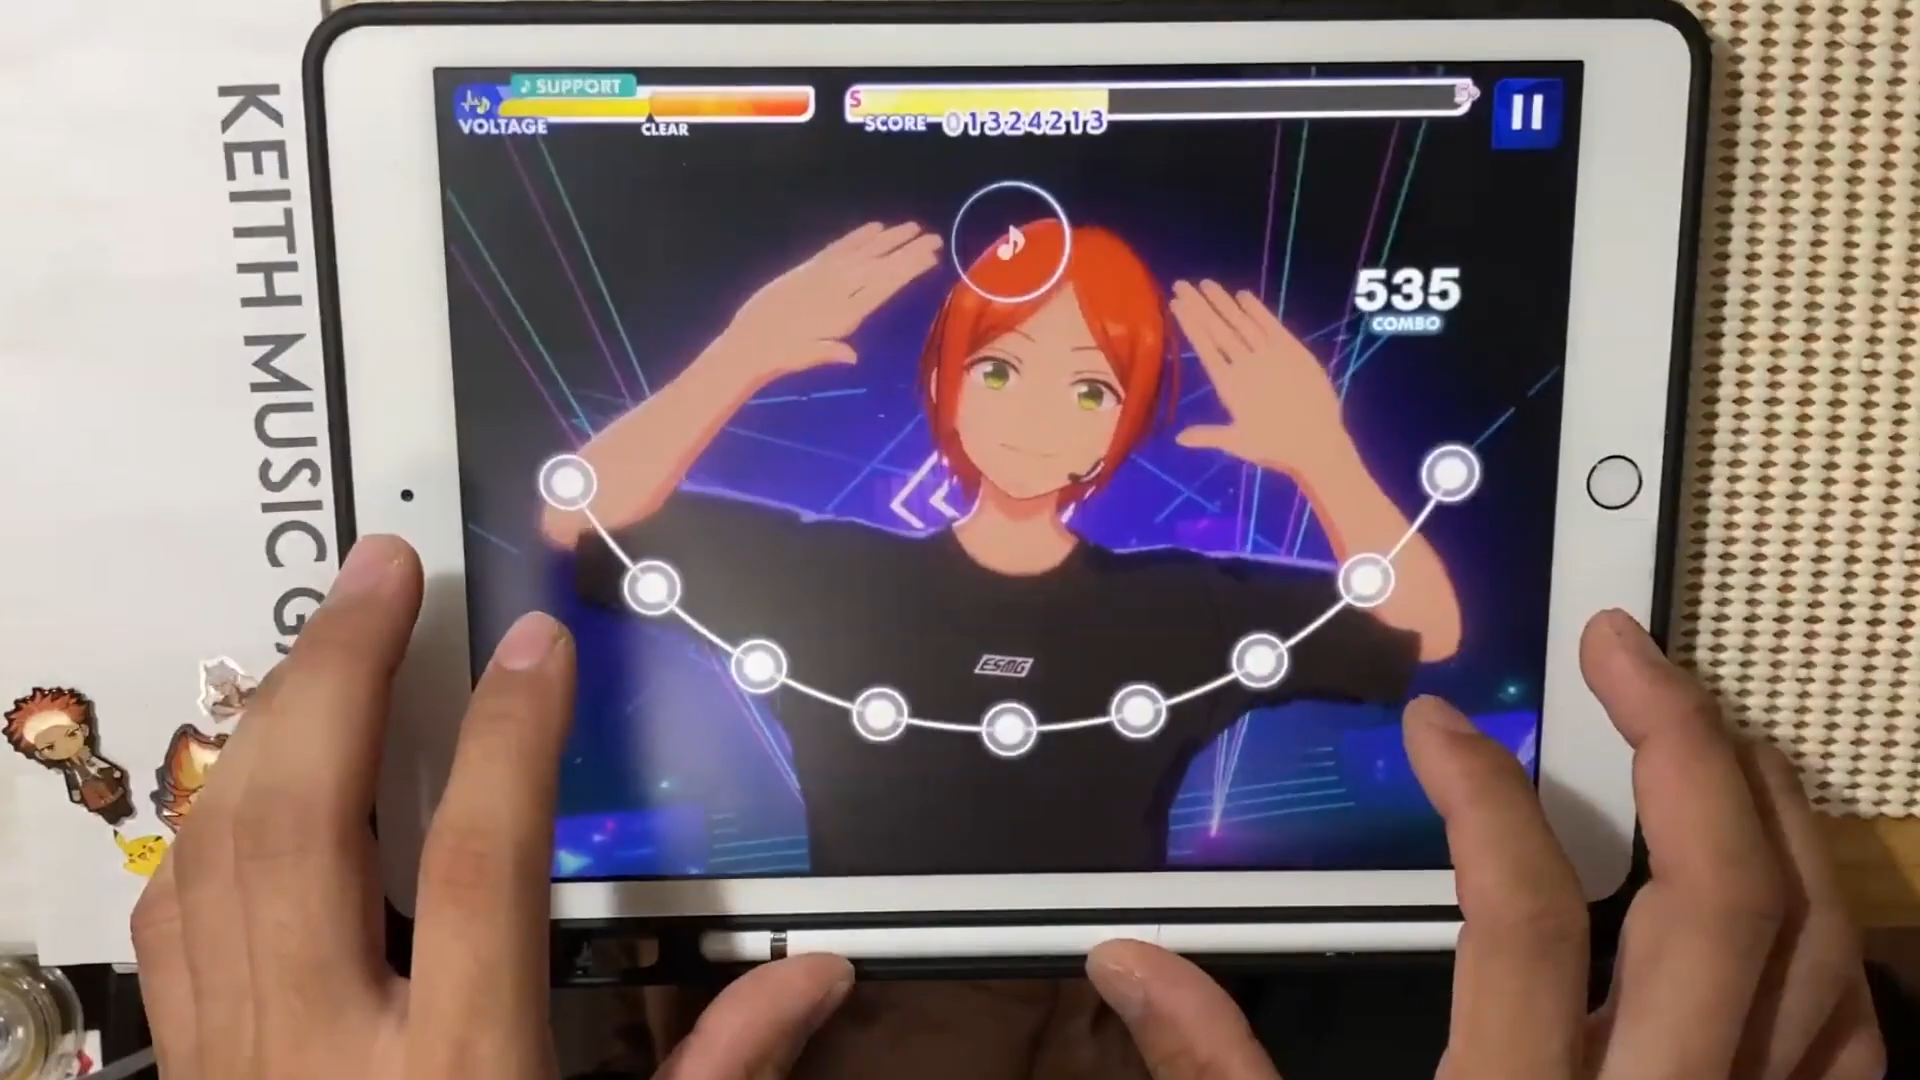 KEITH MUSIC G
♪ SUPPORT
VOLTAGE
CLEAR
S
SCORE 01324213
535
COMBO
ESMG